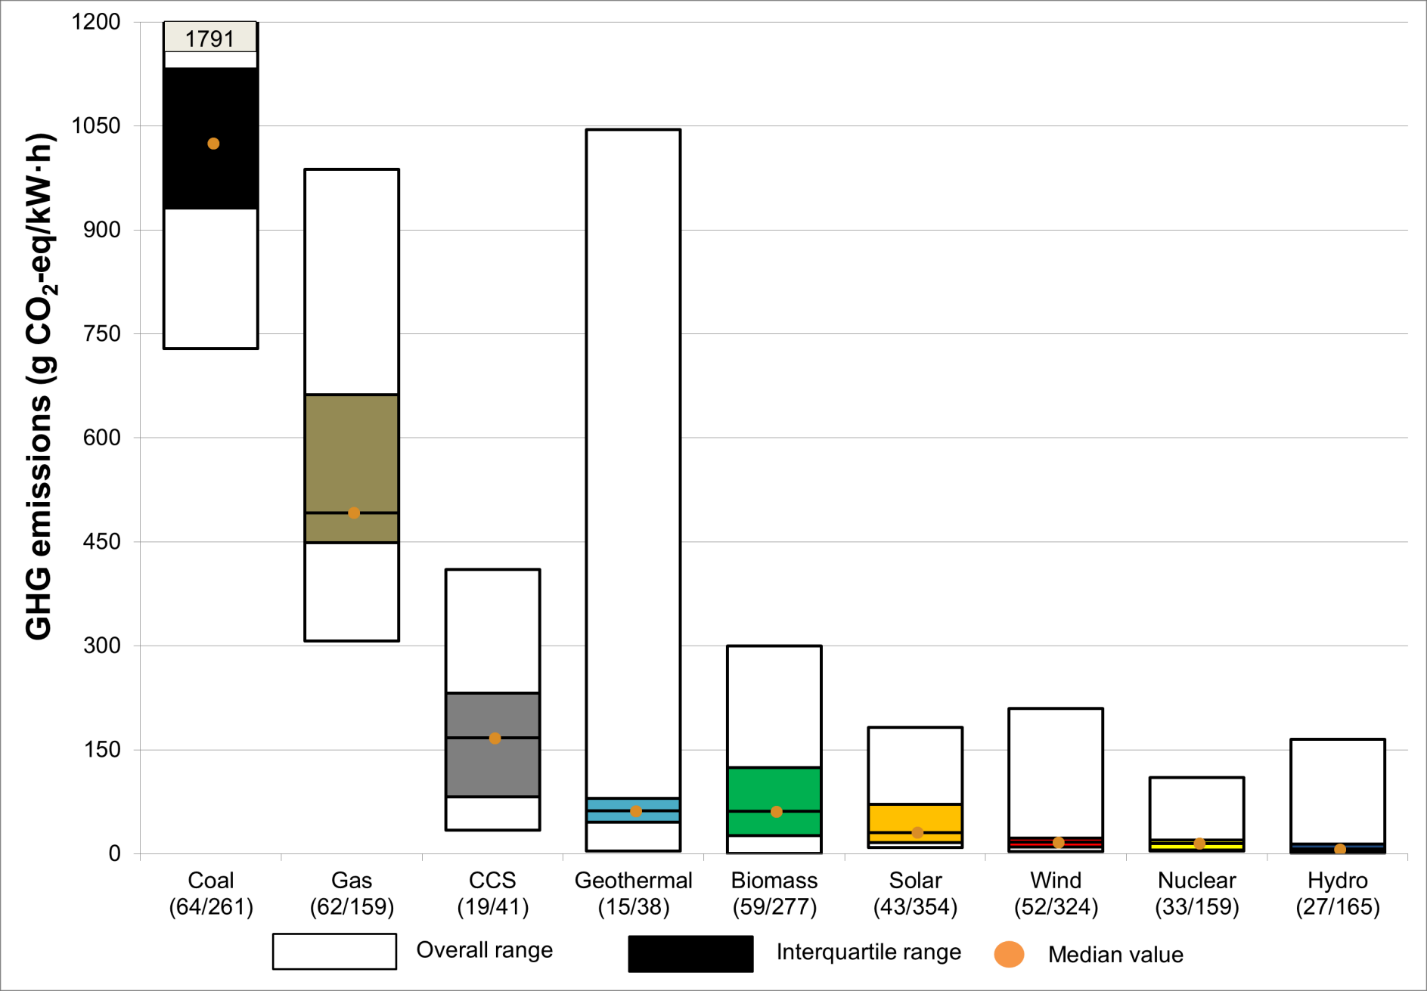 GHG emissions (g CO₂-eq/kW·h)
1200
1050
900
750
600
450
300
150
0
1791
Coal
(64/261)
Gas
(62/159)
CCS
(19/41)
Geothermal
(15/38)
Biomass
(59/277)
Solar
(43/354)
Wind
(52/324)
Nuclear
(33/159)
Hydro
(27/165)
Overall range
Interquartile range
Median value